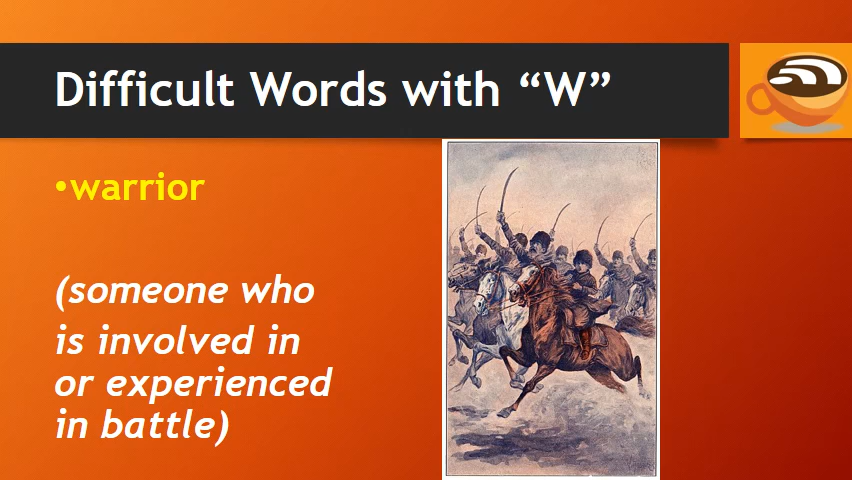 Difficult Words with “W”
•warrior
(someone who
is involved in
or experienced
in battle)